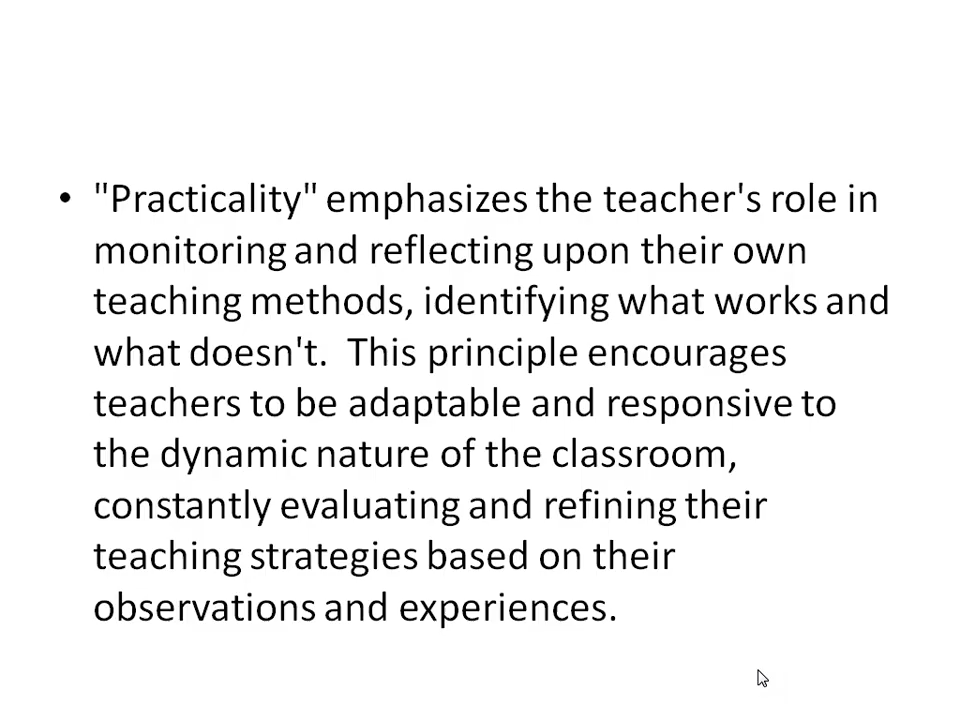 • "Practicality" emphasizes the teacher's role in
monitoring and reflecting upon their own
teaching methods, identifying what works and
what doesn't.  This principle encourages
teachers to be adaptable and responsive to
the dynamic nature of the classroom,
constantly evaluating and refining their
teaching strategies based on their
observations and experiences.